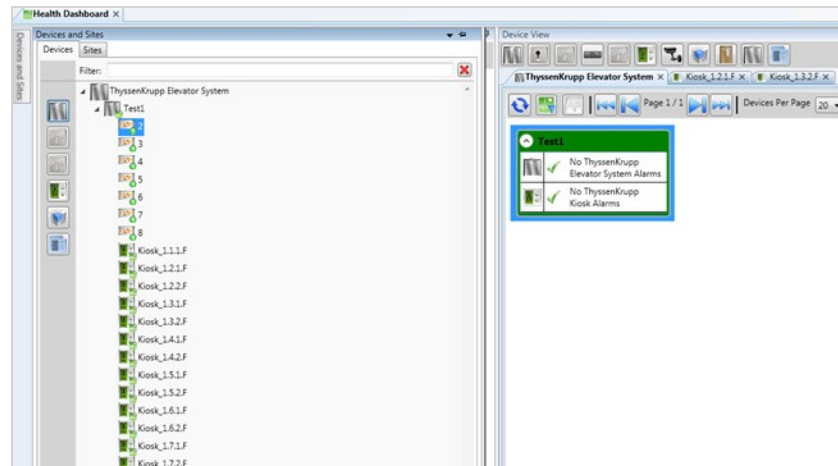 Health Dashboard
Devices and Sites
Devices and Sites
Devices Sites
Filter:
ThyssenKrupp Elevator System
Test1
2
3
4
5
6
7
8
Kiosk_1.1.1.F
Kiosk_1.2.1.F
Kiosk_1.2.2.F
Kiosk_1.3.1.F
Kiosk_1.3.2.F
Kiosk_1.4.1.F
Kiosk_1.4.2.F
Kiosk_1.5.1.F
Kiosk_1.5.2.F
Kiosk_1.6.1.F
Kiosk_1.6.2.F
Kiosk_1.7.1.F
Kiosk_1.7.2.F
Device View
ThyssenKrupp Elevator System Kiosk_1.2.1.F Kiosk_1.3.2.F
Page 1 / 1 Devices Per Page 20
Test1
No ThyssenKrupp
Elevator System Alarms
No ThyssenKrupp
Kiosk Alarms